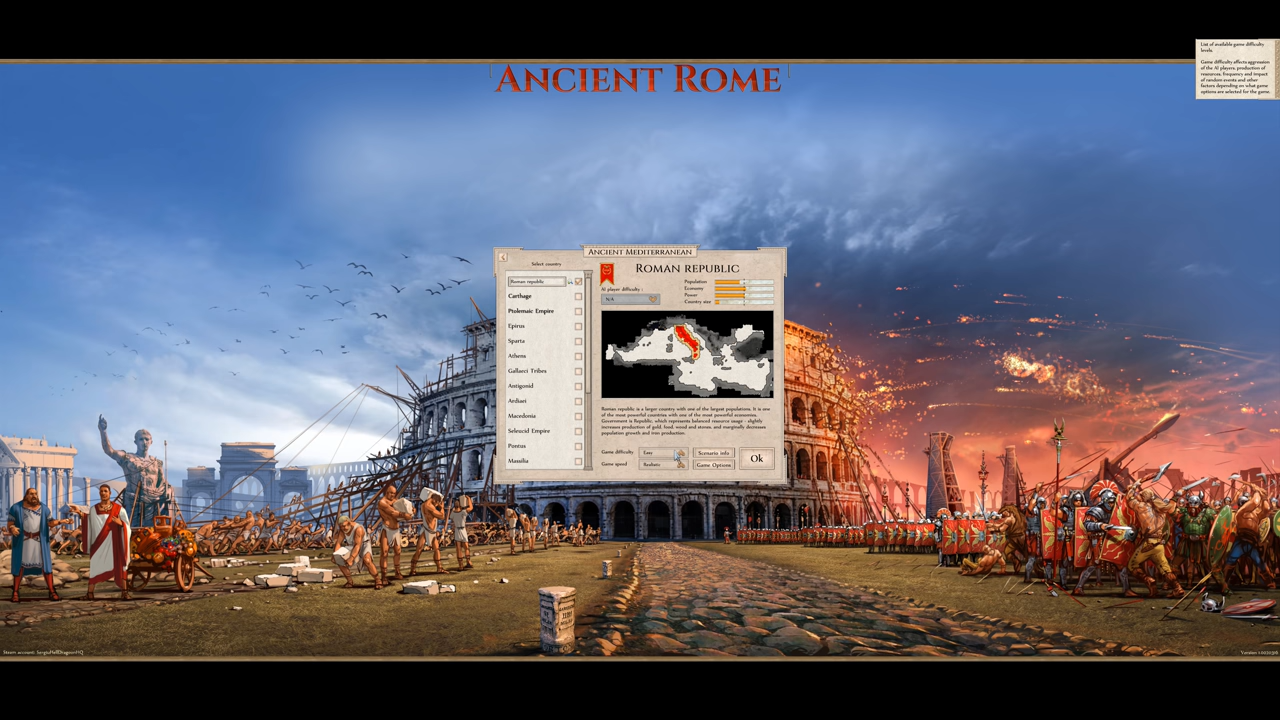 List of available game difficulty
levels.
Game difficulty affects aggression
of the AI players, production of
resources, frequency and impact
of random events and other
factors depending on what game
options are selected for the game.
ANCIENT ROME
ANCIENT MEDITERRANEAN
Select country
ROMAN REPUBLIC
Roman republic
Carthage
Ptolemaic Empire
Epirus
Sparta
Athens
Gallaeci Tribes
Antigonid
Ardiaei
Macedonia
Seleucid Empire
Pontus
Massilia
AI player difficulty :
N/A
Population
Economy
Power
Country size
Roman republic is a larger country with one of the largest populations. It is one
of the most powerful countries with one of the most powerful economies.
Government is Republic, which represents balanced resource usage - slightly
increases production of gold, food, wood and stones, and marginally decreases
population growth and iron production.
Game difficulty
Easy
Scenario info
Game speed
Realistic
Game Options
Ok
Steam account: SergiuHellDragoonHQ